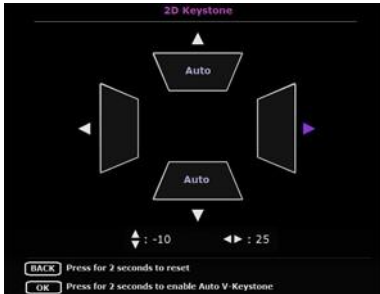 2D Keystone
Auto
Auto
: -10 : 25
BACK Press for 2 seconds to reset
OK Press for 2 seconds to enable Auto V-Keystone